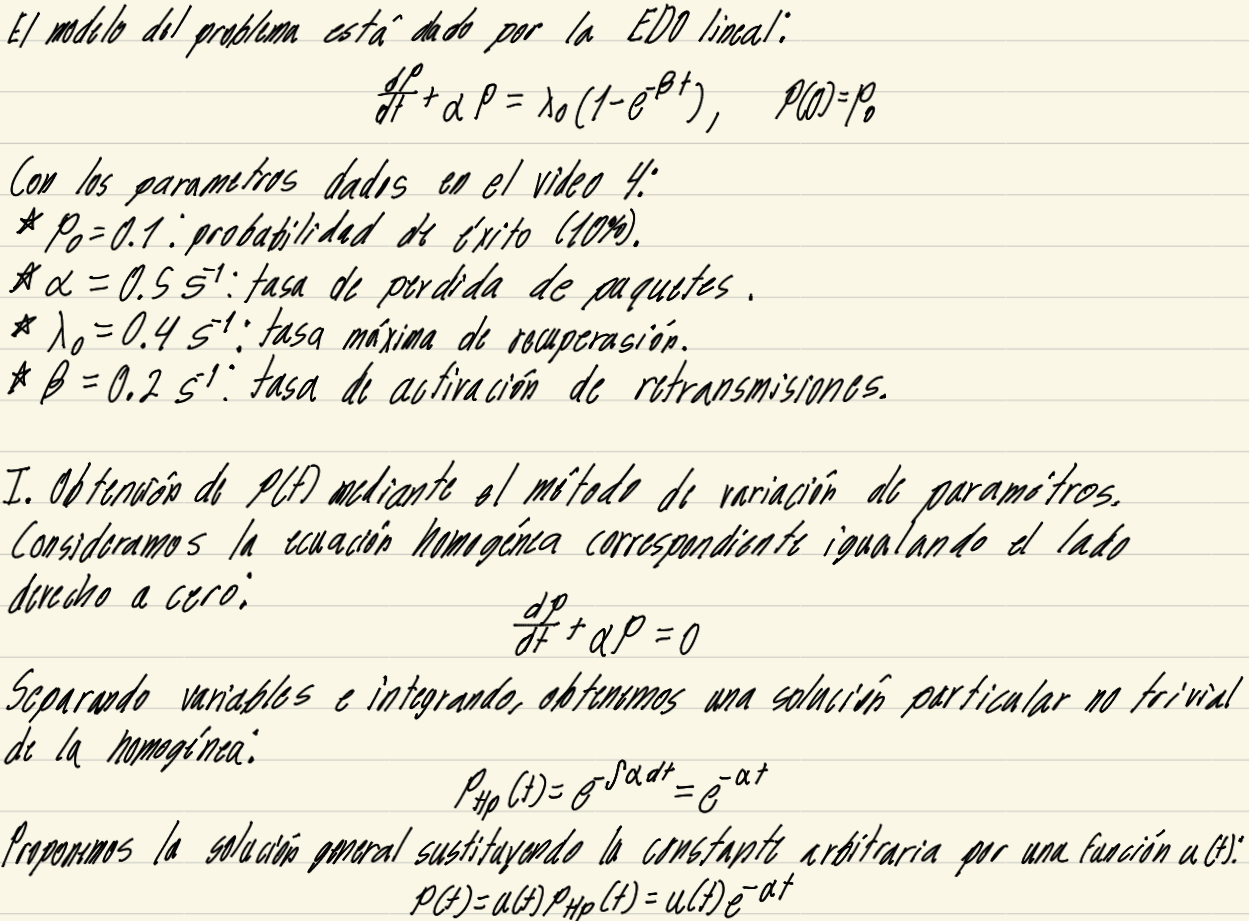 El modelo del problema está dado por la EDO lineal:
dP/dt + αP = λ₀(1-e^{-βt}), P(0)=P₀
Con los parametros dados en el video 4:
* P₀=0.1: probabilidad de éxito (10%).
* α = 0.5 s⁻¹: tasa de perdida de paquetes.
* λ₀ = 0.4 s⁻¹: tasa máxima de recuperasión.
* β = 0.2 s⁻¹: tasa de activación de retransmisiones.
I. Obtención de P(t) mediante el método de variación de parámetros.
Consideramos la ecuación homogénea correspondiente igualando el lado
derecho a cero:
dP/dt + αP = 0
Separando variables e integrando, obtenemos una solución particular no trivial
de la homogénea:
P_{Hp}(t) = e^{-∫α dt} = e^{-αt}
Proponemos la solución general sustituyendo la constante arbitraria por una función u(t):
P(t) = u(t)P_{Hp}(t) = u(t)e^{-αt}